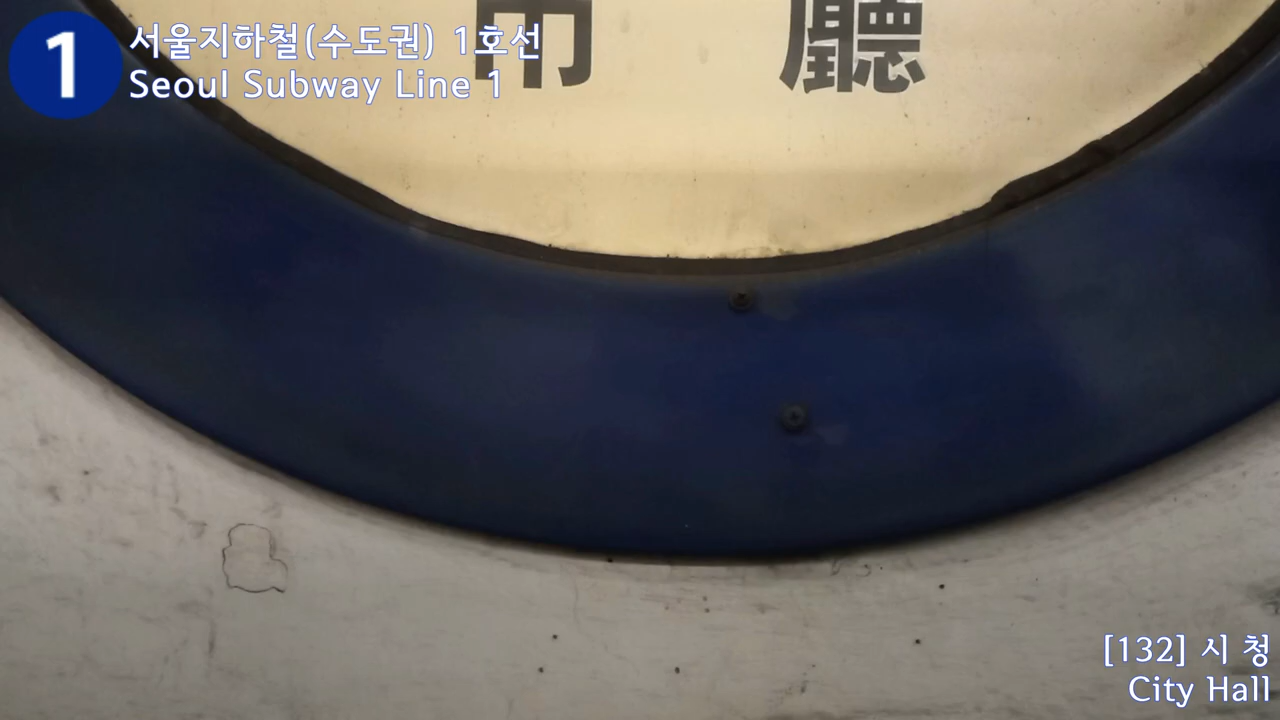 1
서울지하철(수도권) 1호선
Seoul Subway Line 1
市 廳
[132] 시 청
City Hall